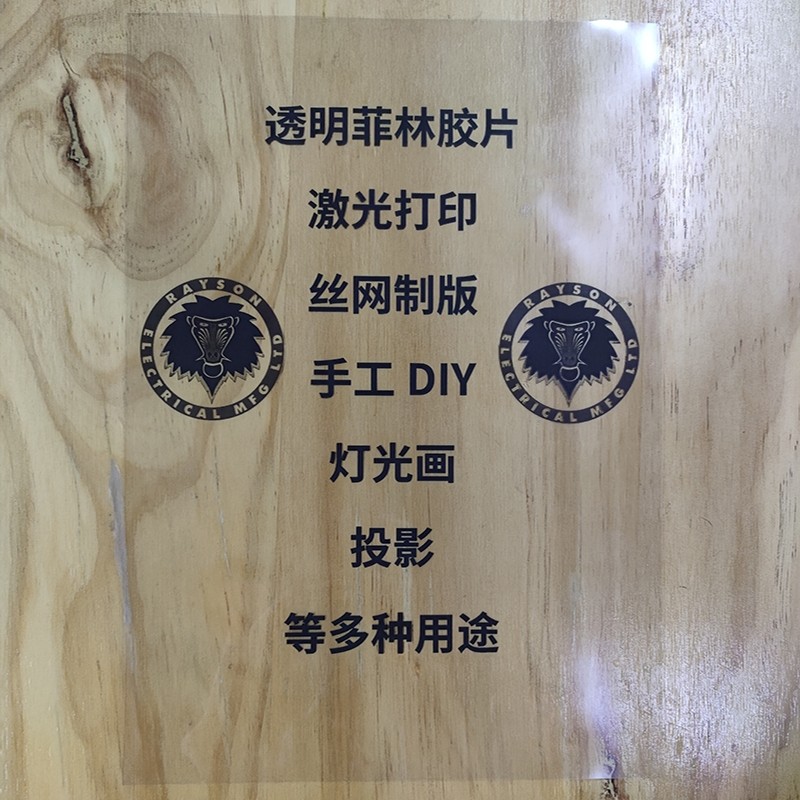 透明菲林胶片
激光打印
丝网制版
手工 DIY
灯光画
投影
等多种用途
RAYSON
ELECTRICAL MFG LTD
RAYSON
ELECTRICAL MFG LTD